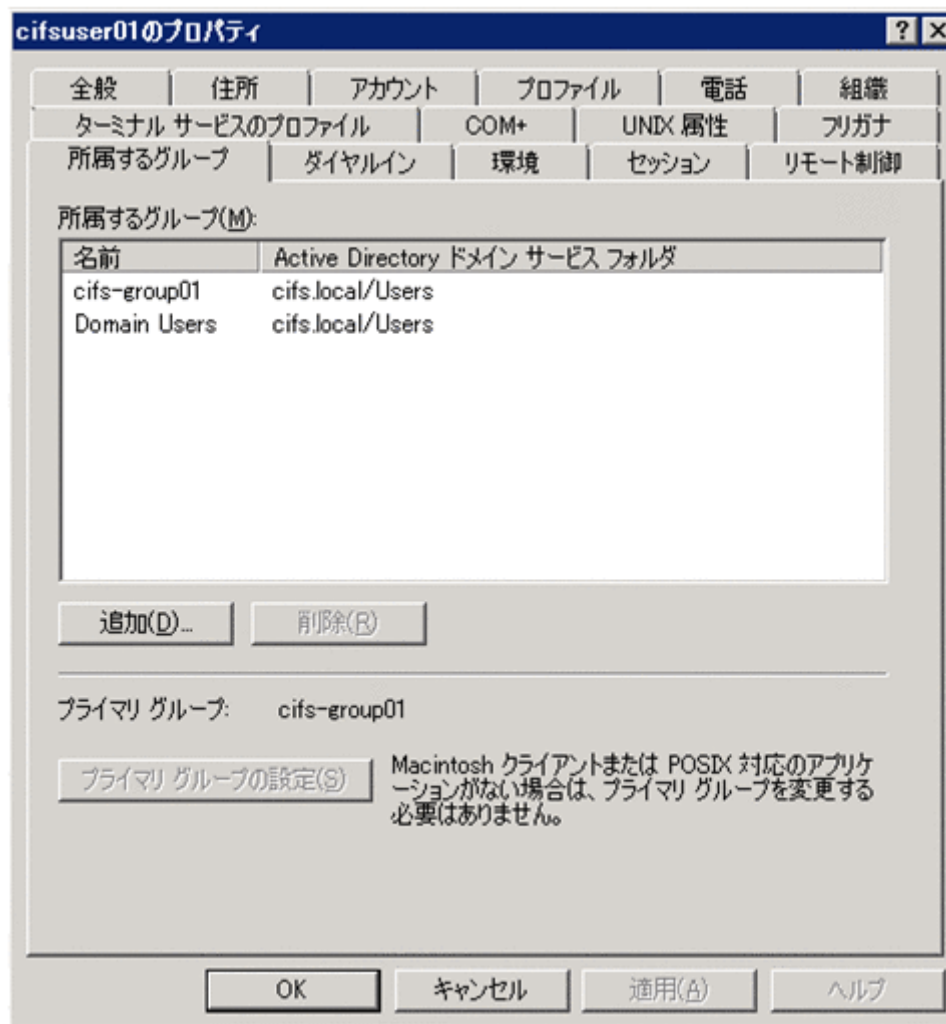 cifsuser01のプロパティ
全般 住所 アカウント プロファイル 電話 組織
ターミナル サービスのプロファイル COM+ UNIX 属性 フリガナ
所属するグループ ダイヤルイン 環境 セッション リモート制御
所属するグループ(M):
名前 Active Directory ドメイン サービス フォルダ
cifs-group01 cifs.local/Users
Domain Users cifs.local/Users
追加(D)... 削除(R)
プライマリ グループ: cifs-group01
プライマリ グループの設定(S)
Macintosh クライアントまたは POSIX 対応のアプリケ
ーションがない場合は、プライマリ グループを変更する
必要はありません。
OK キャンセル 適用(A) ヘルプ